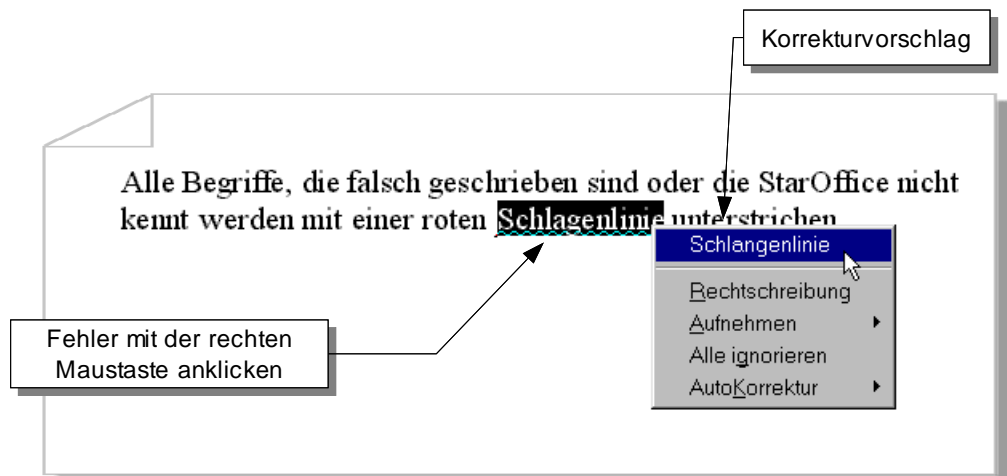 Korrekturvorschlag
Alle Begriffe, die falsch geschrieben sind oder die StarOffice nicht
kennt werden mit einer roten Schlagenlinie unterstrichen
Schlangenlinie
Rechtschreibung
Aufnehmen
Alle ignorieren
AutoKorrektur
Fehler mit der rechten
Maustaste anklicken